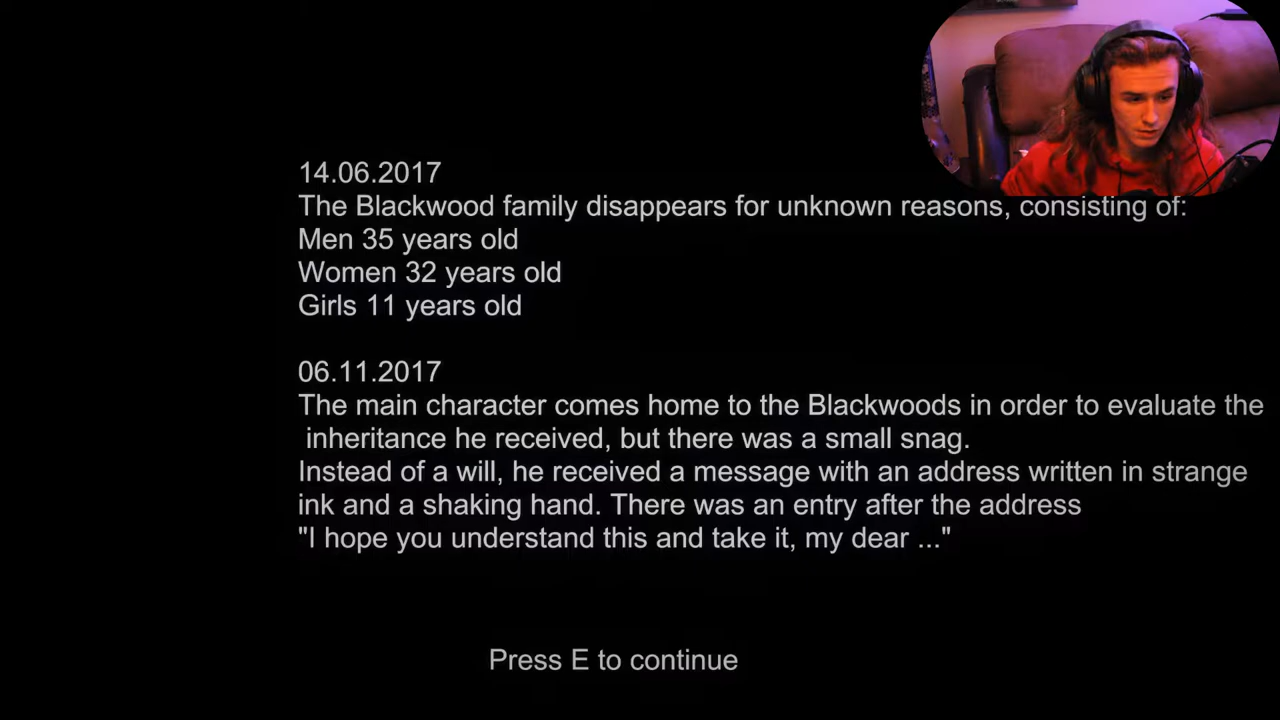 14.06.2017
The Blackwood family disappears for unknown reasons, consisting of:
Men 35 years old
Women 32 years old
Girls 11 years old
06.11.2017
The main character comes home to the Blackwoods in order to evaluate the
inheritance he received, but there was a small snag.
Instead of a will, he received a message with an address written in strange
ink and a shaking hand. There was an entry after the address
"I hope you understand this and take it, my dear ..."
Press E to continue